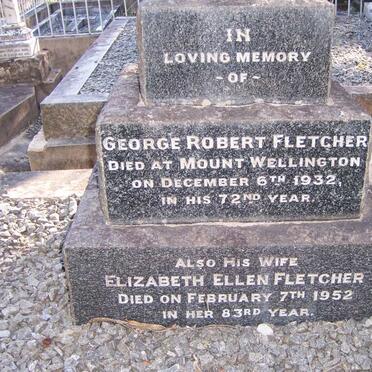 IN
LOVING MEMORY
- OF -
GEORGE ROBERT FLETCHER
DIED AT MOUNT WELLINGTON
ON DECEMBER 6TH 1932,
IN HIS 72ND YEAR.
ALSO HIS WIFE
ELIZABETH ELLEN FLETCHER
DIED ON FEBRUARY 7TH 1952
IN HER 83RD YEAR.